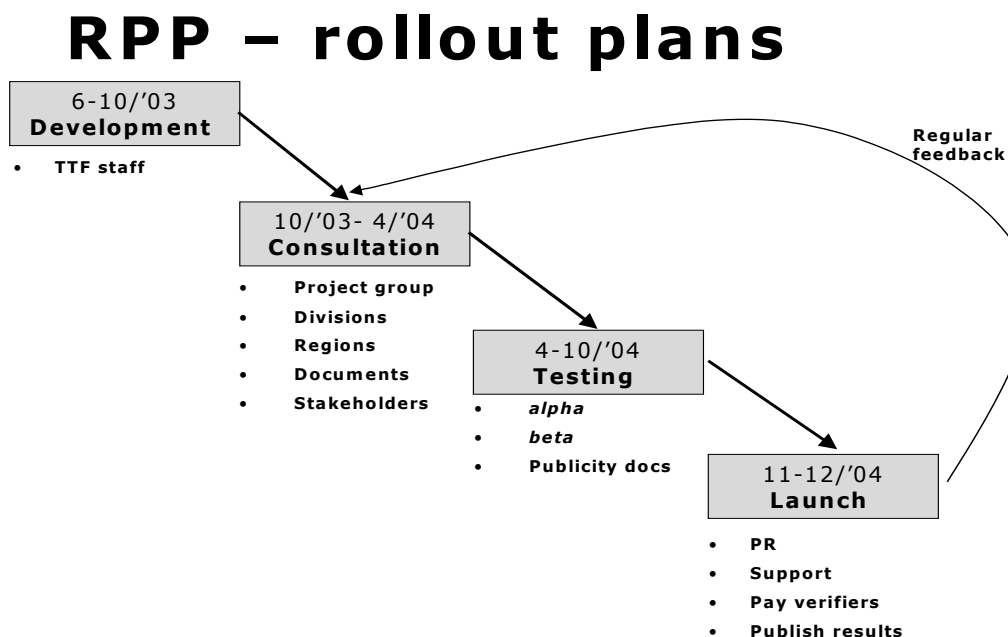 RPP – rollout plans
6-10/'03
Development
• TTF staff
Regular
feedback
10/'03- 4/'04
Consultation
• Project group
• Divisions
• Regions
• Documents
• Stakeholders
4-10/'04
Testing
• alpha
• beta
• Publicity docs
11-12/'04
Launch
• PR
• Support
• Pay verifiers
• Publish results